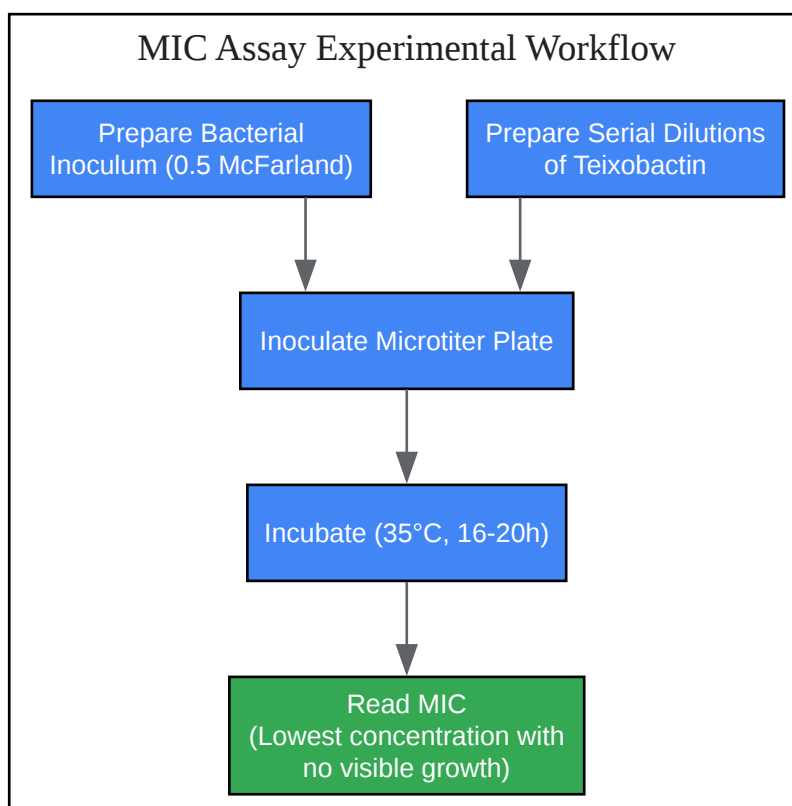 MIC Assay Experimental Workflow
Prepare Bacterial
Inoculum (0.5 McFarland)
Prepare Serial Dilutions
of Teixobactin
Inoculate Microtiter Plate
Incubate (35°C, 16-20h)
Read MIC
(Lowest concentration with
no visible growth)